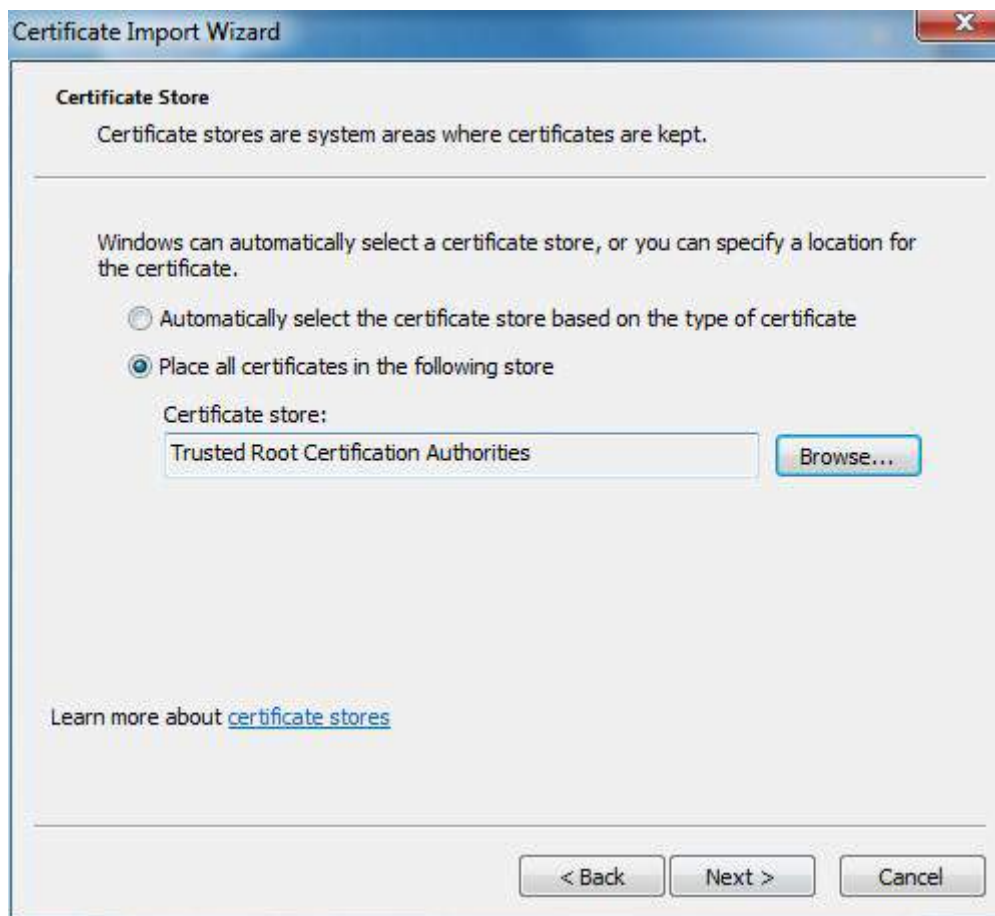 Certificate Import Wizard
X
Certificate Store
Certificate stores are system areas where certificates are kept.
Windows can automatically select a certificate store, or you can specify a location for
the certificate.
Automatically select the certificate store based on the type of certificate
Place all certificates in the following store
Certificate store:
Trusted Root Certification Authorities
Browse...
Learn more about certificate stores
< Back
Next >
Cancel